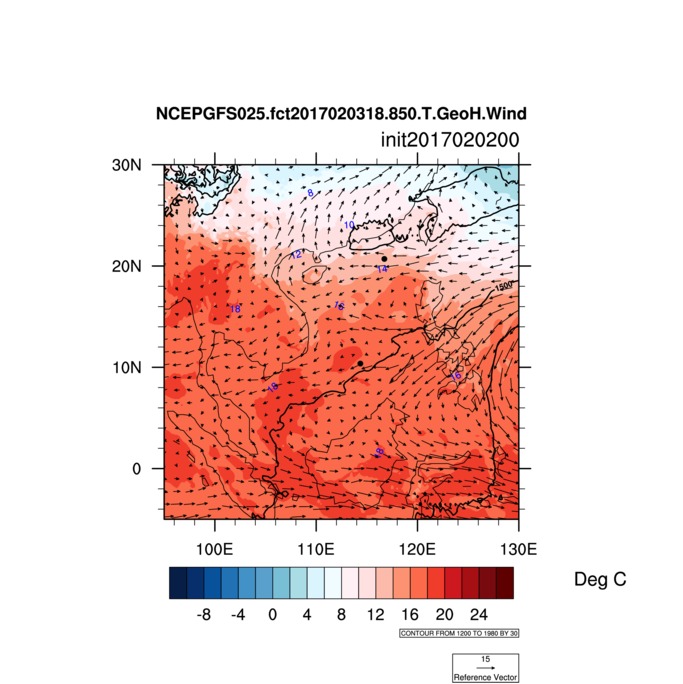 NCEPGFS025.fct2017020318.850.T.GeoH.Wind
init2017020200
30N
8
10
12
20N
14
1500
18
16
10N
16
18
18
0
100E 110E 120E 130E
-8 -4 0 4 8 12 16 20 24
Deg C
CONTOUR FROM 1200 TO 1980 BY 30
15
Reference Vector